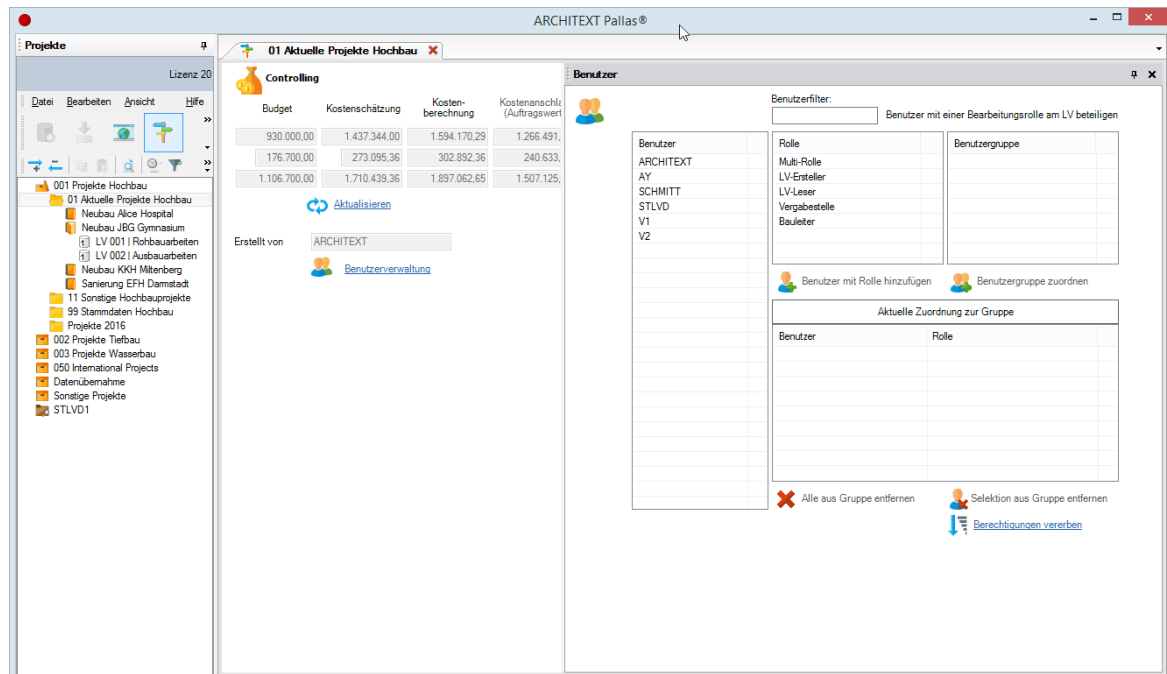 ARCHITEXT Pallas®
Projekte
Lizenz 20
Datei Bearbeiten Ansicht Hilfe
001 Projekte Hochbau
01 Aktuelle Projekte Hochbau
Neubau Alice Hospital
Neubau JBG Gymnasium
LV 001 | Rohbauarbeiten
LV 002 | Ausbauarbeiten
Neubau KKH Miltenberg
Sanierung EFH Darmstadt
11 Sonstige Hochbauprojekte
99 Stammdaten Hochbau
Projekte 2016
002 Projekte Tiefbau
003 Projekte Wasserbau
050 International Projects
Datenübernahme
Sonstige Projekte
STLVD1
01 Aktuelle Projekte Hochbau
Controlling
Budget Kostenschätzung Kosten-berechnung Kostenanschla (Auftragswert
930.000,00 1.437.344,00 1.594.170,29 1.266.491,
176.700,00 273.095,36 302.892,36 240.633,
1.106.700,00 1.710.439,36 1.897.062,65 1.507.125,
Aktualisieren
Erstellt von ARCHITEXT
Benutzerverwaltung
Benutzer
Benutzerfilter:
Benutzer mit einer Bearbeitungsrolle am LV beteiligen
Benutzer
ARCHITEXT
AY
SCHMITT
STLVD
V1
V2
Rolle
Multi-Rolle
LV-Ersteller
LV-Leser
Vergabestelle
Bauleiter
Benutzergruppe
Benutzer mit Rolle hinzufügen
Benutzergruppe zuordnen
Aktuelle Zuordnung zur Gruppe
Benutzer Rolle
Alle aus Gruppe entfernen
Selektion aus Gruppe entfernen
Berechtigungen vererben